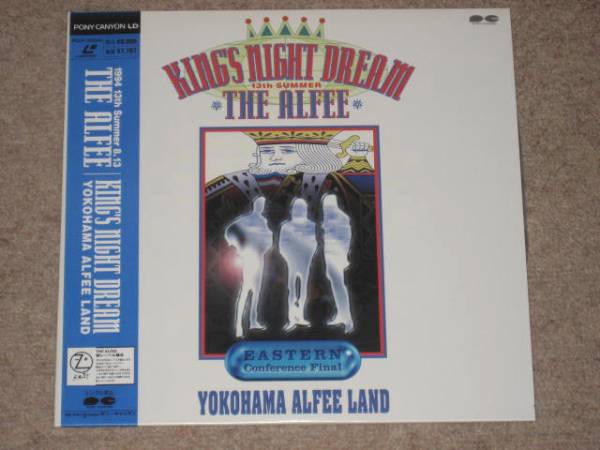 PONY CANYON LD
1994 13th Summer 8.13
THE ALFEE
KING'S NIGHT DREAM
YOKOHAMA ALFEE LAND
KING'S NIGHT DREAM
13th SUMMER
THE ALFEE
EASTERN
Conference Final
YOKOHAMA ALFEE LAND